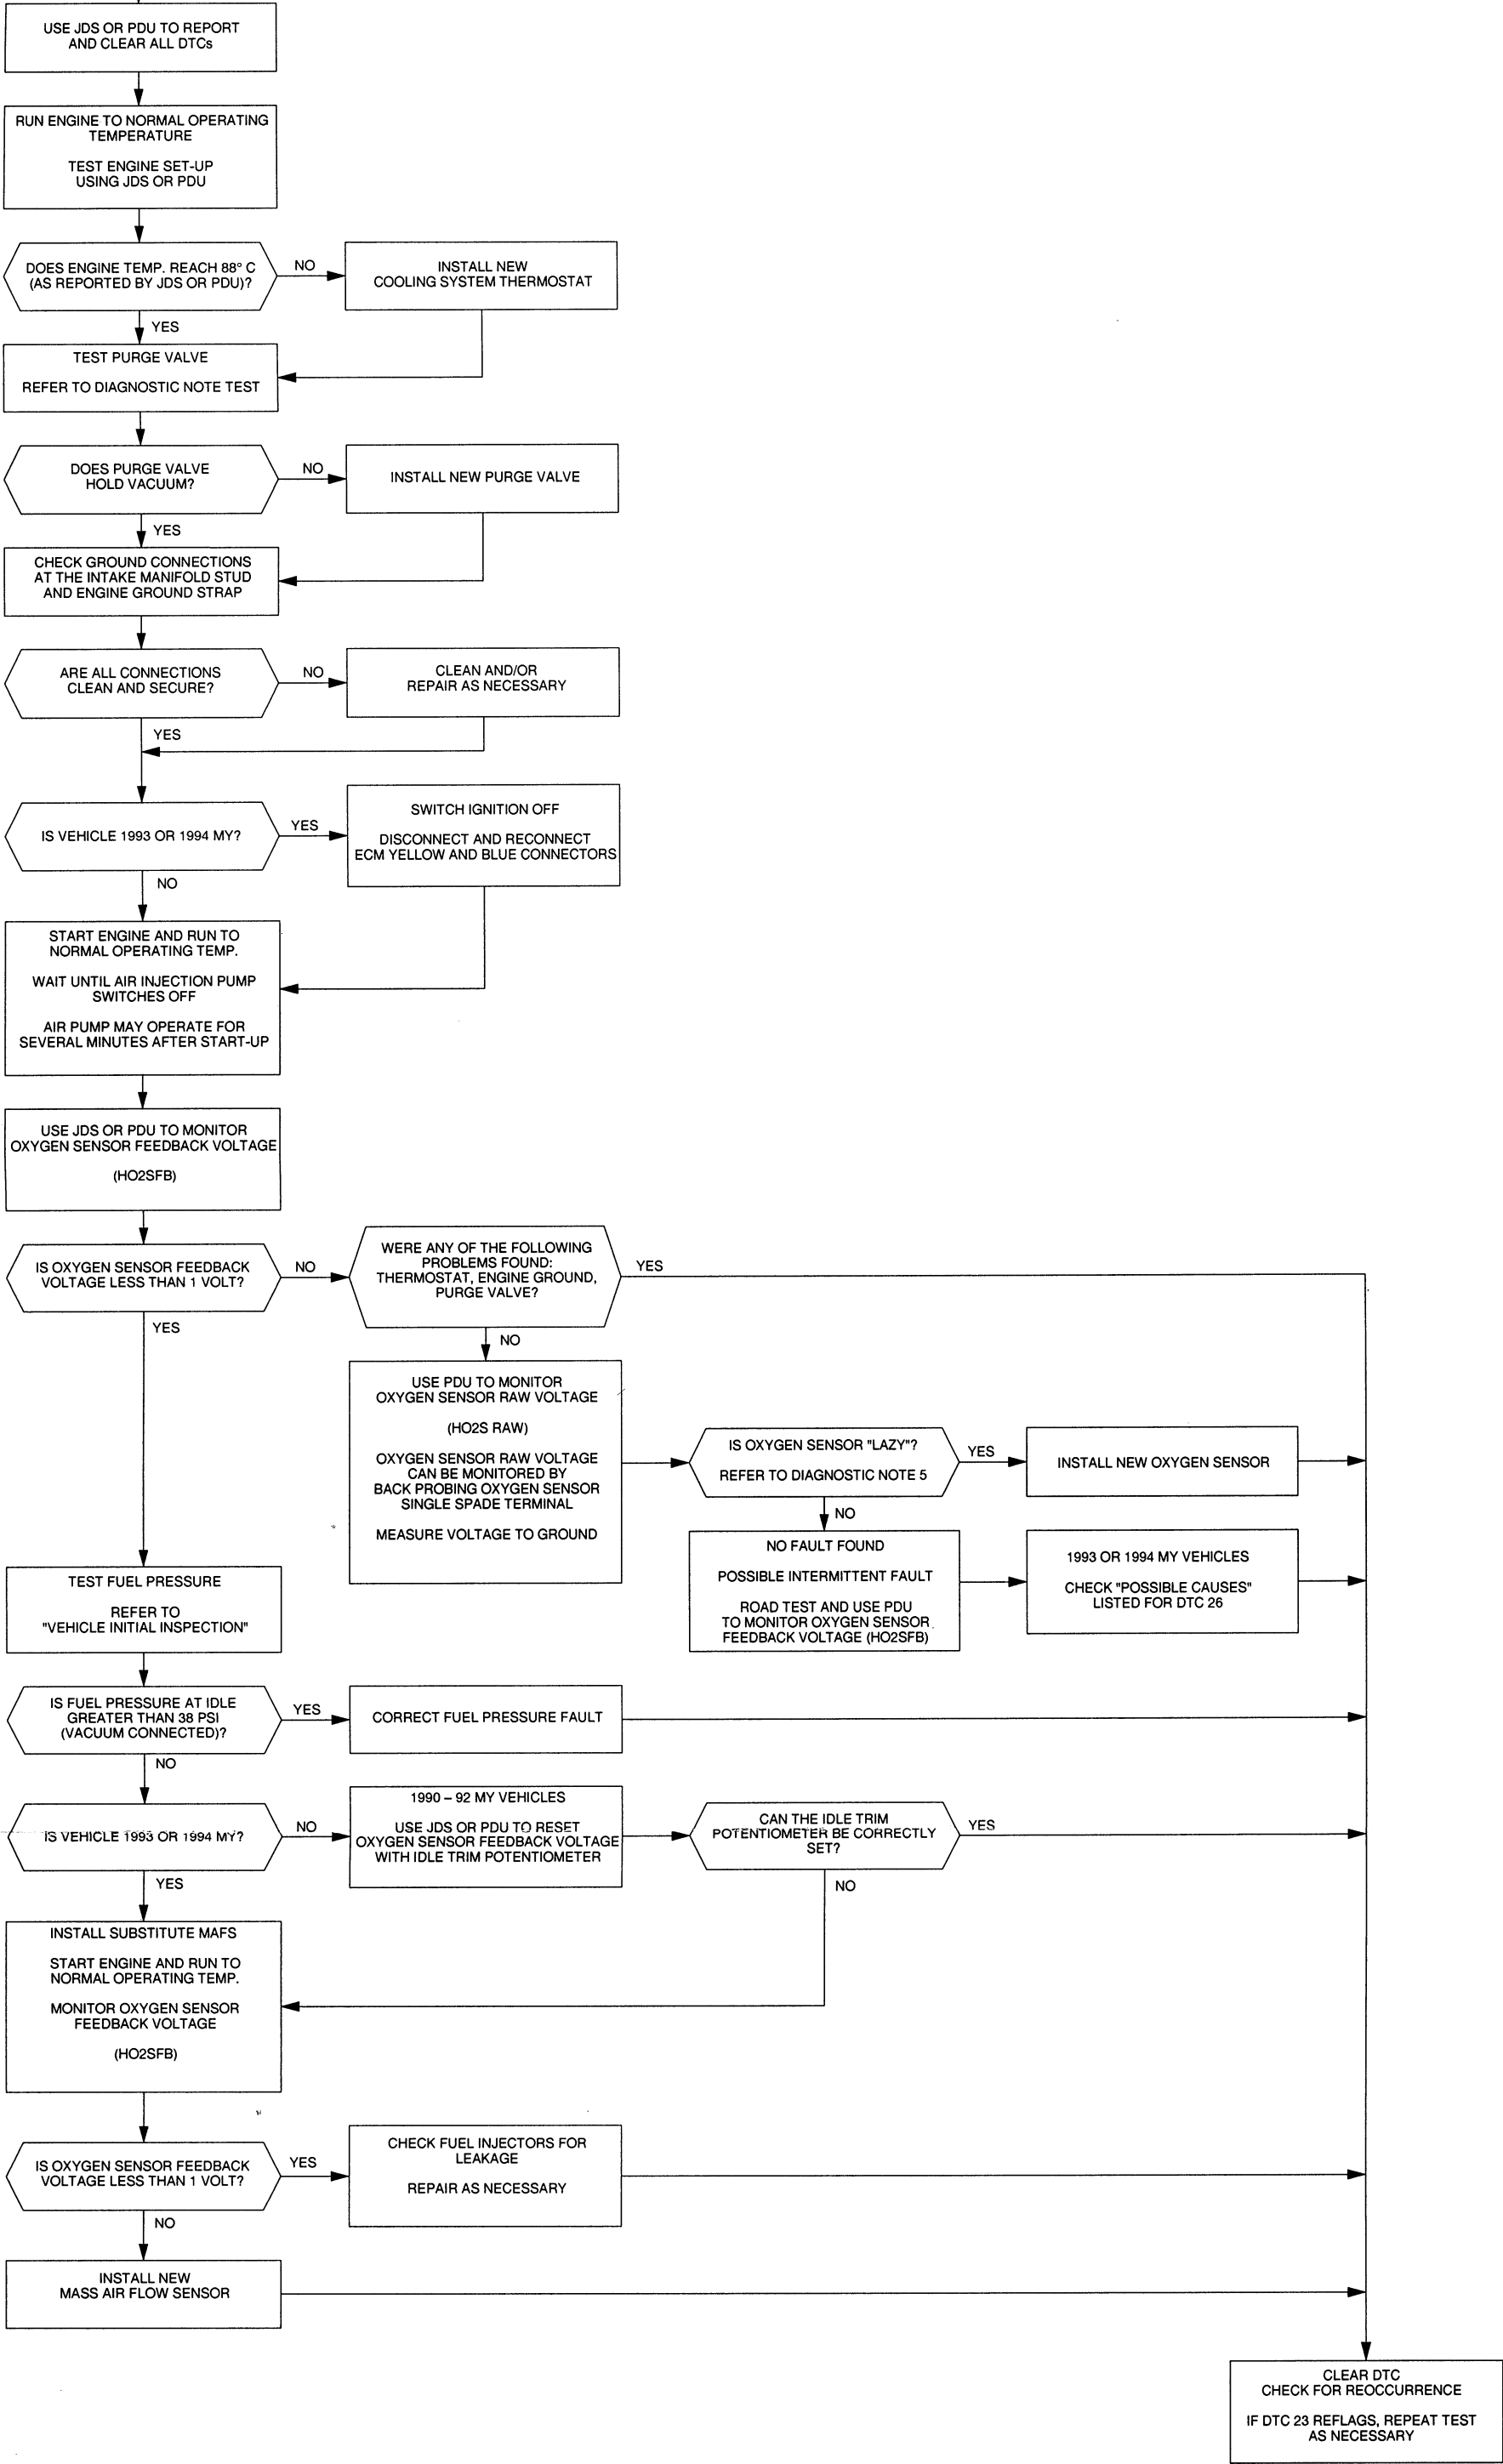 USE JDS OR PDU TO REPORT
AND CLEAR ALL DTCs
RUN ENGINE TO NORMAL OPERATING
TEMPERATURE
TEST ENGINE SET-UP
USING JDS OR PDU
DOES ENGINE TEMP. REACH 88° C
(AS REPORTED BY JDS OR PDU)?
NO
INSTALL NEW
COOLING SYSTEM THERMOSTAT
YES
TEST PURGE VALVE
REFER TO DIAGNOSTIC NOTE TEST
DOES PURGE VALVE
HOLD VACUUM?
NO
INSTALL NEW PURGE VALVE
YES
CHECK GROUND CONNECTIONS
AT THE INTAKE MANIFOLD STUD
AND ENGINE GROUND STRAP
ARE ALL CONNECTIONS
CLEAN AND SECURE?
NO
CLEAN AND/OR
REPAIR AS NECESSARY
YES
IS VEHICLE 1993 OR 1994 MY?
YES
SWITCH IGNITION OFF
DISCONNECT AND RECONNECT
ECM YELLOW AND BLUE CONNECTORS
NO
START ENGINE AND RUN TO
NORMAL OPERATING TEMP.
WAIT UNTIL AIR INJECTION PUMP
SWITCHES OFF
AIR PUMP MAY OPERATE FOR
SEVERAL MINUTES AFTER START-UP
USE JDS OR PDU TO MONITOR
OXYGEN SENSOR FEEDBACK VOLTAGE
(HO2SFB)
IS OXYGEN SENSOR FEEDBACK
VOLTAGE LESS THAN 1 VOLT?
NO
WERE ANY OF THE FOLLOWING
PROBLEMS FOUND:
THERMOSTAT, ENGINE GROUND,
PURGE VALVE?
YES
YES
NO
USE PDU TO MONITOR
OXYGEN SENSOR RAW VOLTAGE
(HO2S RAW)
OXYGEN SENSOR RAW VOLTAGE
CAN BE MONITORED BY
BACK PROBING OXYGEN SENSOR
SINGLE SPADE TERMINAL
MEASURE VOLTAGE TO GROUND
IS OXYGEN SENSOR "LAZY"?
REFER TO DIAGNOSTIC NOTE 5
YES
INSTALL NEW OXYGEN SENSOR
NO
NO FAULT FOUND
POSSIBLE INTERMITTENT FAULT
ROAD TEST AND USE PDU
TO MONITOR OXYGEN SENSOR
FEEDBACK VOLTAGE (HO2SFB)
1993 OR 1994 MY VEHICLES
CHECK "POSSIBLE CAUSES"
LISTED FOR DTC 26
TEST FUEL PRESSURE
REFER TO
"VEHICLE INITIAL INSPECTION"
IS FUEL PRESSURE AT IDLE
GREATER THAN 38 PSI
(VACUUM CONNECTED)?
YES
CORRECT FUEL PRESSURE FAULT
NO
IS VEHICLE 1993 OR 1994 MY?
NO
1990 – 92 MY VEHICLES
USE JDS OR PDU TO RESET
OXYGEN SENSOR FEEDBACK VOLTAGE
WITH IDLE TRIM POTENTIOMETER
CAN THE IDLE TRIM
POTENTIOMETER BE CORRECTLY
SET?
YES
YES
NO
INSTALL SUBSTITUTE MAFS
START ENGINE AND RUN TO
NORMAL OPERATING TEMP.
MONITOR OXYGEN SENSOR
FEEDBACK VOLTAGE
(HO2SFB)
IS OXYGEN SENSOR FEEDBACK
VOLTAGE LESS THAN 1 VOLT?
YES
CHECK FUEL INJECTORS FOR
LEAKAGE
REPAIR AS NECESSARY
NO
INSTALL NEW
MASS AIR FLOW SENSOR
CLEAR DTC
CHECK FOR REOCCURRENCE
IF DTC 23 REFLAGS, REPEAT TEST
AS NECESSARY